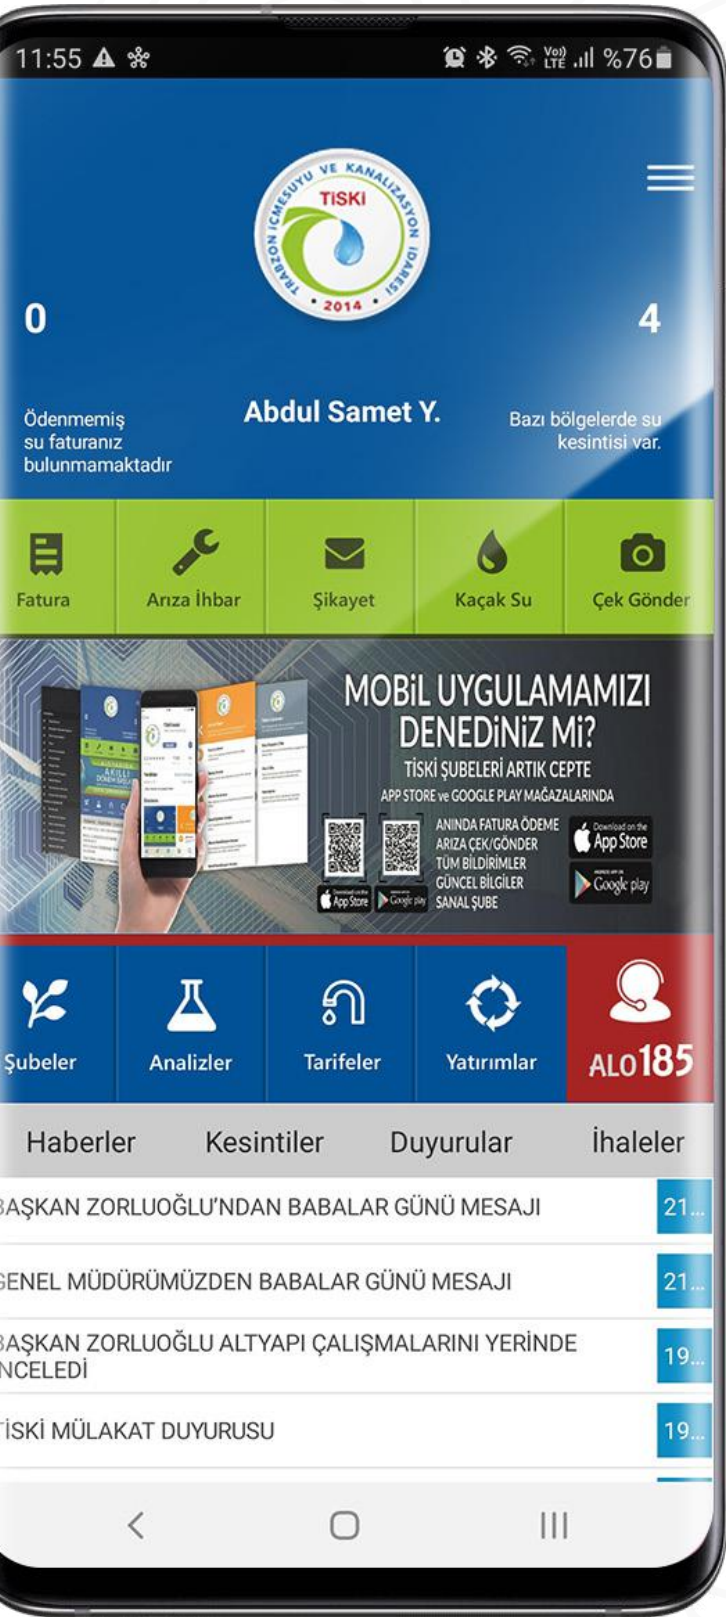 11:55
VoLTE
%76
TRABZON İÇMESUYU VE KANALİZASYON İDARESİ
TİSKİ
2014
0
4
Abdul Samet Y.
Ödenmemiş
su faturanız
bulunmamaktadır
Bazı bölgelerde su
kesintisi var.
Fatura
Arıza İhbar
Şikayet
Kaçak Su
Çek Gönder
MOBİL UYGULAMAMIZI
DENEDİNİZ Mİ?
TİSKİ ŞUBELERİ ARTIK CEPTE
APP STORE ve GOOGLE PLAY MAĞAZALARINDA
ANINDA FATURA ÖDEME
ARIZA ÇEK/GÖNDER
TÜM BİLDİRİMLER
GÜNCEL BİLGİLER
SANAL ŞUBE
Download on the
App Store
Google play
App Store
Google play
Şubeler
Analizler
Tarifeler
Yatırımlar
ALO185
Haberler
Kesintiler
Duyurular
İhaleler
BAŞKAN ZORLUOĞLU'NDAN BABALAR GÜNÜ MESAJI
21...
GENEL MÜDÜRÜMÜZDEN BABALAR GÜNÜ MESAJI
21...
BAŞKAN ZORLUOĞLU ALTYAPI ÇALIŞMALARINI YERİNDE
İNCELEDİ
19...
TİSKİ MÜLAKAT DUYURUSU
19...